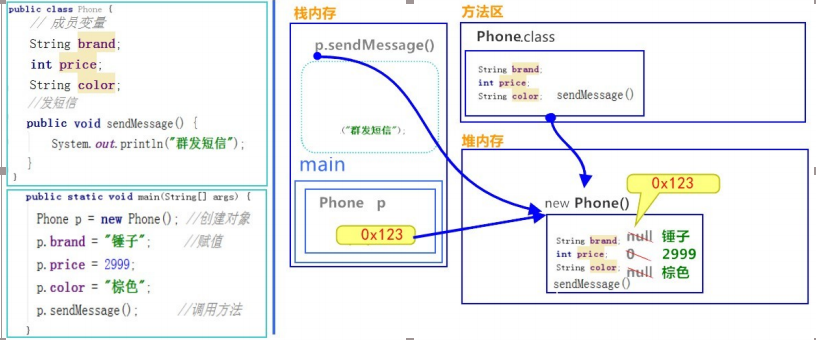 public class Phone {
// 成员变量
String brand;
int price;
String color;
//发短信
public void sendMessage() {
System.out.println("群发短信");
}
}
public static void main(String[] args) {
Phone p = new Phone(); //创建对象
p.brand = "锤子"; //赋值
p.price = 2999;
p.color = "棕色";
p.sendMessage(); //调用方法
}
栈内存
p.sendMessage()
("群发短信");
main
Phone p
0x123
方法区
Phone.class
String brand;
int price;
String color; sendMessage()
堆内存
0x123
new Phone()
String brand; null 锤子
int price; 0 2999
String color; null 棕色
sendMessage()